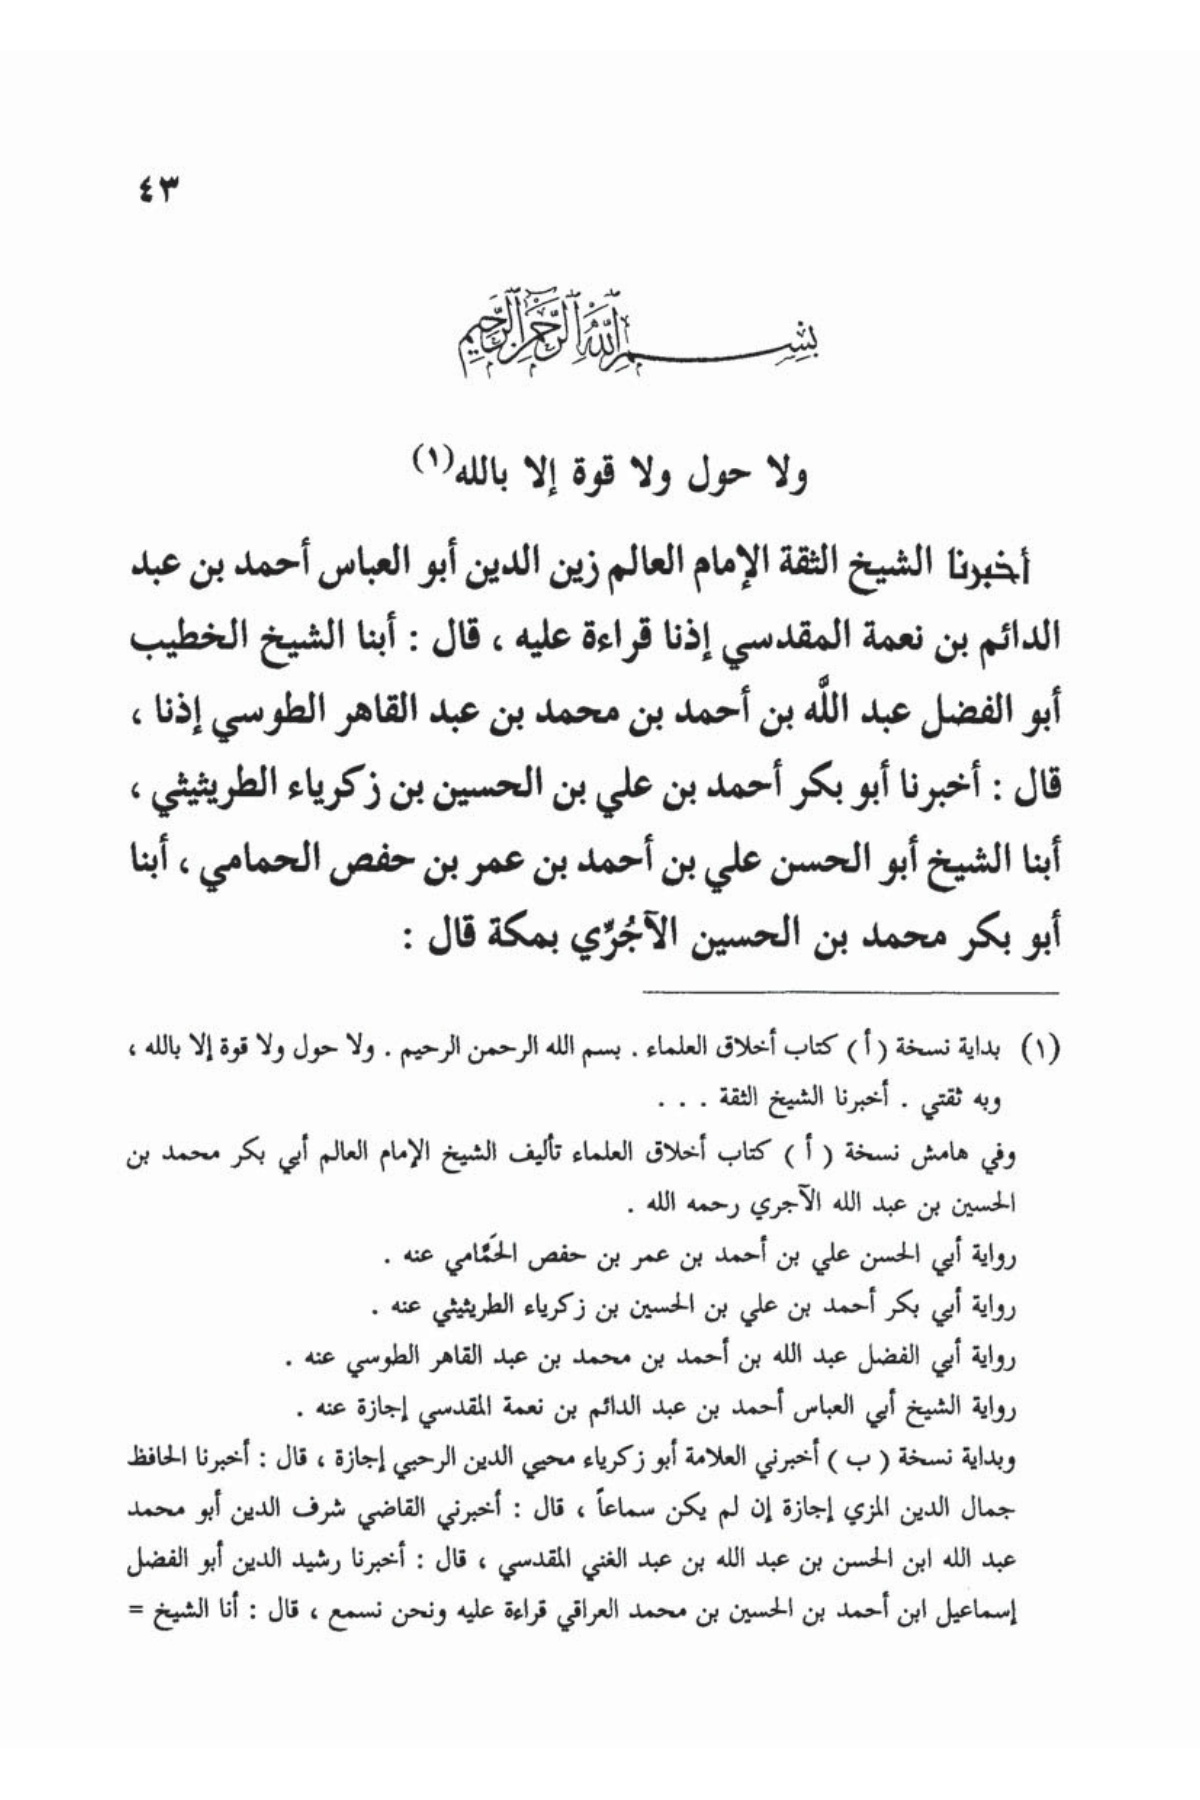 ٤٣
بسم الله الرحمن الرحيم
ولا حول ولا قوة إلا بالله(١)
أخبرنا الشيخ الثقة الإمام العالم زين الدين أبو العباس أحمد بن عبد
الدائم بن نعمة المقدسي إذنا قراءة عليه ، قال : أبنا الشيخ الخطيب
أبو الفضل عبد اللَّه بن أحمد بن محمد بن عبد القاهر الطوسي إذنا ،
قال : أخبرنا أبو بكر أحمد بن علي بن الحسين بن زكرياء الطريثيثي ،
أبنا الشيخ أبو الحسن علي بن أحمد بن عمر بن حفص الحمامي ، أبنا
أبو بكر محمد بن الحسين الآجُرِّي بمكة قال :
(١) بداية نسخة ( أ ) كتاب أخلاق العلماء . بسم الله الرحمن الرحيم . ولا حول ولا قوة إلا بالله ،
وبه ثقتي . أخبرنا الشيخ الثقة . . .
وفي هامش نسخة ( أ ) كتاب أخلاق العلماء تأليف الشيخ الإمام العالم أبي بكر محمد بن
الحسين بن عبد الله الآجري رحمه الله .
رواية أبي الحسن علي بن أحمد بن عمر بن حفص الحَمَّامي عنه .
رواية أبي بكر أحمد بن علي بن الحسين بن زكرياء الطريثيثي عنه .
رواية أبي الفضل عبد الله بن أحمد بن محمد بن عبد القاهر الطوسي عنه .
رواية الشيخ أبي العباس أحمد بن عبد الدائم بن نعمة المقدسي إجازة عنه .
وبداية نسخة ( ب ) أخبرني العلامة أبو زكرياء محيي الدين الرحبي إجازة ، قال : أخبرنا الحافظ
جمال الدين المزي إجازة إن لم يكن سماعاً ، قال : أخبرني القاضي شرف الدين أبو محمد
عبد الله ابن الحسن بن عبد الله بن عبد الغني المقدسي ، قال : أخبرنا رشيد الدين أبو الفضل
إسماعيل ابن أحمد بن الحسين بن محمد العراقي قراءة عليه ونحن نسمع ، قال : أنا الشيخ =